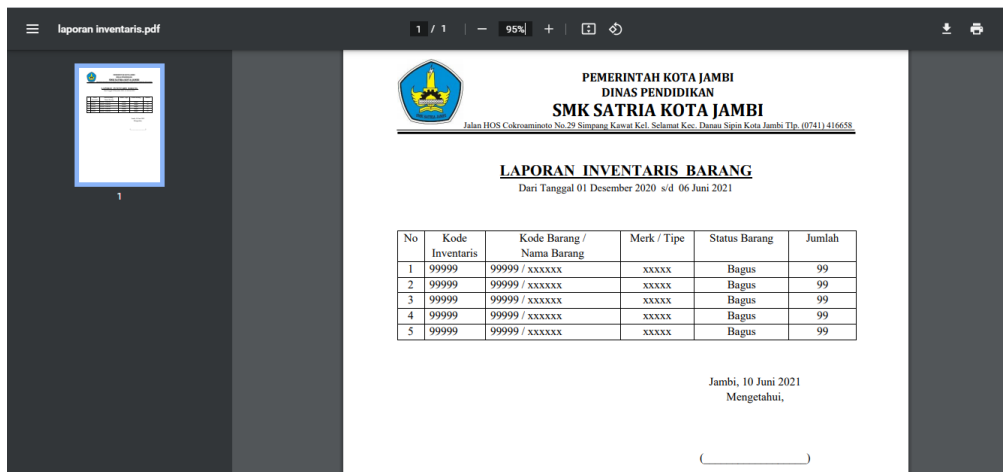 laporan inventaris.pdf
1 / 1
95%
1
PEMERINTAH KOTA JAMBI
DINAS PENDIDIKAN
SMK SATRIA KOTA JAMBI
Jalan HOS Cokroaminoto No.29 Simpang Kawat Kel. Selamat Kec. Danau Sipin Kota Jambi Tlp. (0741) 416658
LAPORAN INVENTARIS BARANG
Dari Tanggal 01 Desember 2020 s/d 06 Juni 2021
No Kode Inventaris Kode Barang / Nama Barang Merk / Tipe Status Barang Jumlah
1 99999 99999 / xxxxxx xxxxx Bagus 99
2 99999 99999 / xxxxxx xxxxx Bagus 99
3 99999 99999 / xxxxxx xxxxx Bagus 99
4 99999 99999 / xxxxxx xxxxx Bagus 99
5 99999 99999 / xxxxxx xxxxx Bagus 99
Jambi, 10 Juni 2021
Mengetahui,
(____________________)